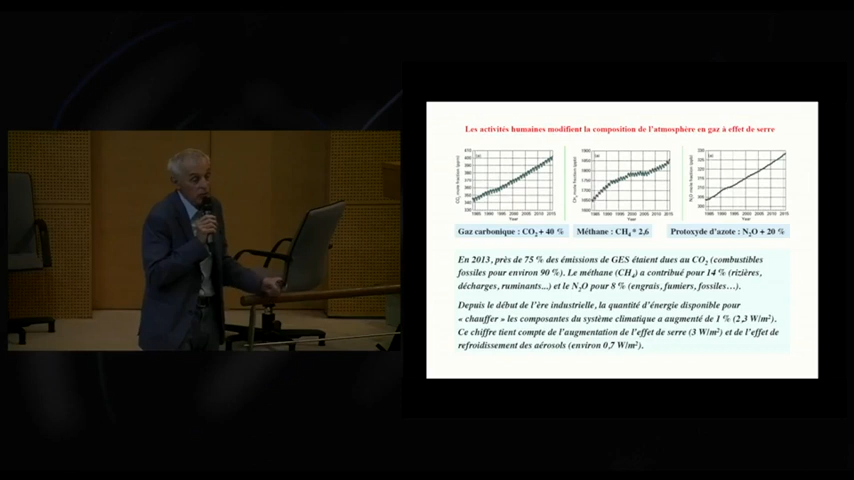 Les activités humaines modifient la composition de l'atmosphère en gaz à effet de serre
Year
Year
Year
Gaz carbonique : CO₂ + 40 %
Méthane : CH₄ * 2,6
Protoxyde d'azote : N₂O + 20 %
En 2013, près de 75 % des émissions de GES étaient dues au CO₂ (combustibles
fossiles pour environ 90 %). Le méthane (CH₄) a contribué pour 14 % (rizières,
décharges, ruminants...) et le N₂O pour 8 % (engrais, fumiers, fossiles…).
Depuis le début de l'ère industrielle, la quantité d'énergie disponible pour
« chauffer » les composantes du système climatique a augmenté de 1 % (2,3 W/m²).
Ce chiffre tient compte de l'augmentation de l'effet de serre (3 W/m²) et de l'effet de
refroidissement des aérosols (environ 0,7 W/m²).